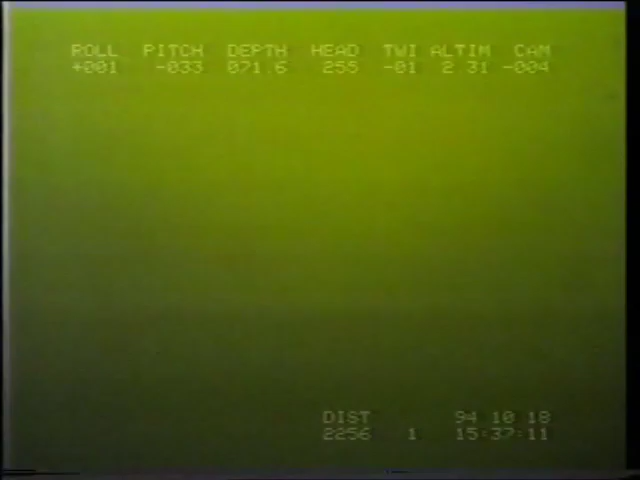 ROLL PITCH DEPTH HEAD TWI ALTIM CAM
+001 -033 071.6 255 -01 2.31 -004
DIST 94 10 18
2256 1 15:37:11